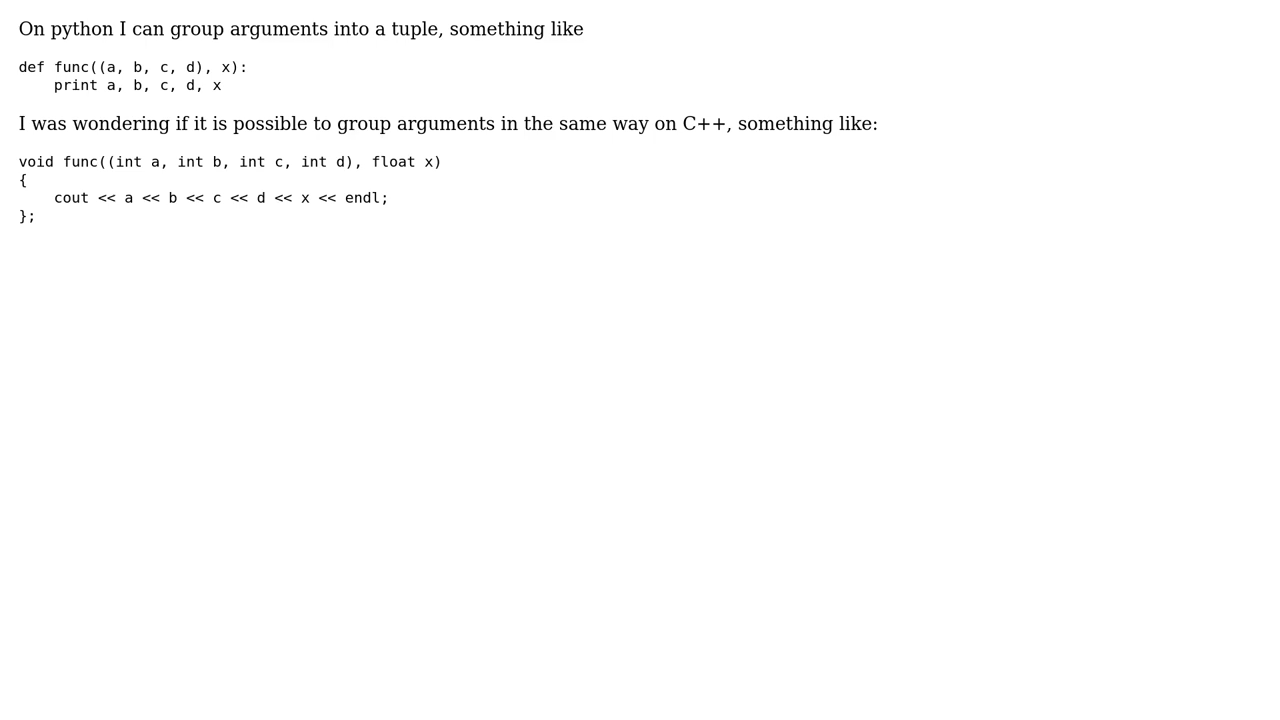 On python I can group arguments into a tuple, something like
def func((a, b, c, d), x):
    print a, b, c, d, x
I was wondering if it is possible to group arguments in the same way on C++, something like:
void func((int a, int b, int c, int d), float x)
{
    cout << a << b << c << d << x << endl;
};